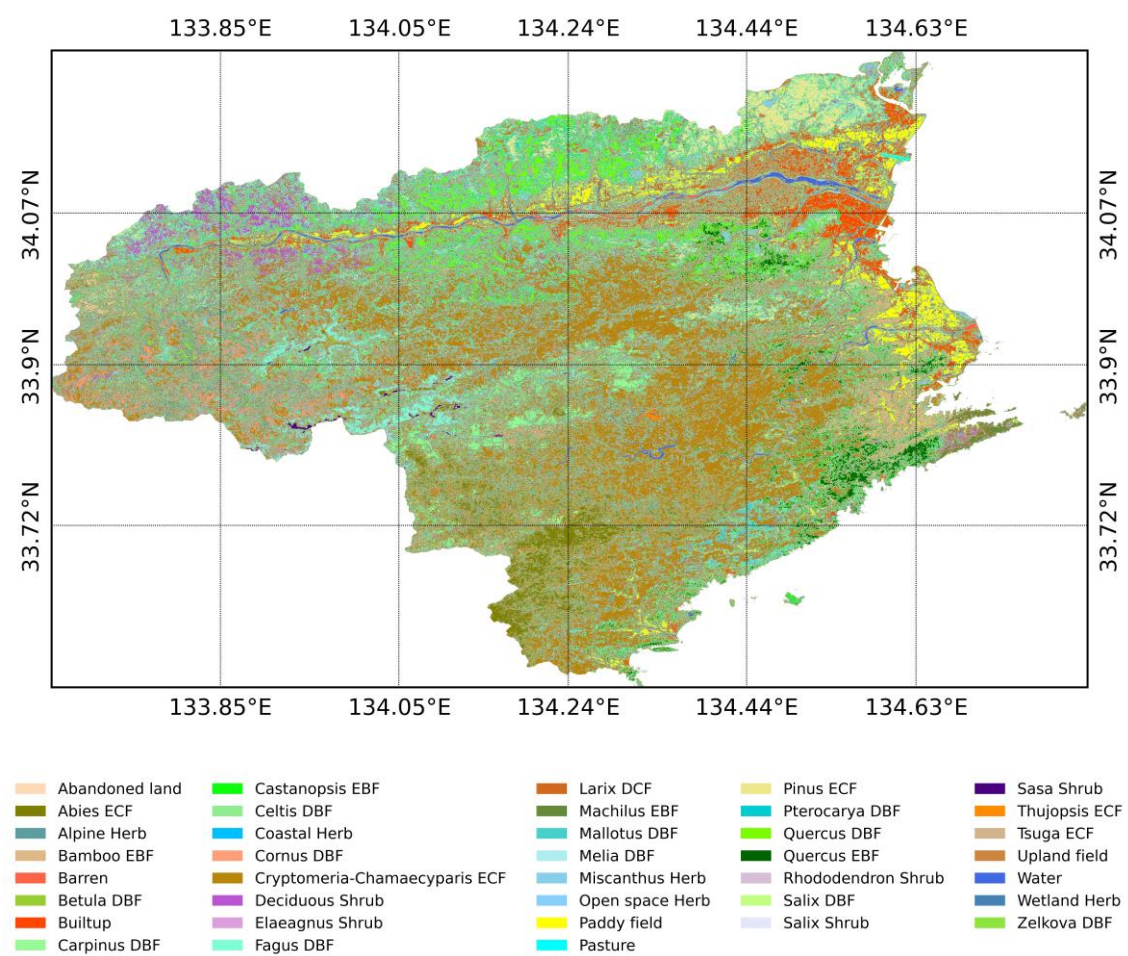 133.85°E 134.05°E 134.24°E 134.44°E 134.63°E
34.07°N 34.07°N
33.9°N 33.9°N
33.72°N 33.72°N
133.85°E 134.05°E 134.24°E 134.44°E 134.63°E
Abandoned land Castanopsis EBF Larix DCF Pinus ECF Sasa Shrub
Abies ECF Celtis DBF Machilus EBF Pterocarya DBF Thujopsis ECF
Alpine Herb Coastal Herb Mallotus DBF Quercus DBF Tsuga ECF
Bamboo EBF Cornus DBF Melia DBF Quercus EBF Upland field
Barren Cryptomeria-Chamaecyparis ECF Miscanthus Herb Rhododendron Shrub Water
Betula DBF Deciduous Shrub Open space Herb Salix DBF Wetland Herb
Builtup Elaeagnus Shrub Paddy field Salix Shrub Zelkova DBF
Carpinus DBF Fagus DBF Pasture